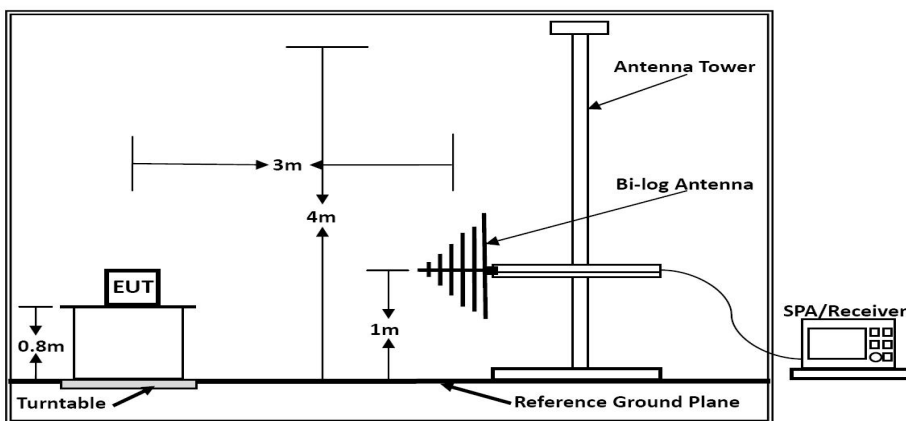 Antenna Tower
3m
Bi-log Antenna
4m
EUT
SPA/Receiver
1m
0.8m
Turntable
Reference Ground Plane